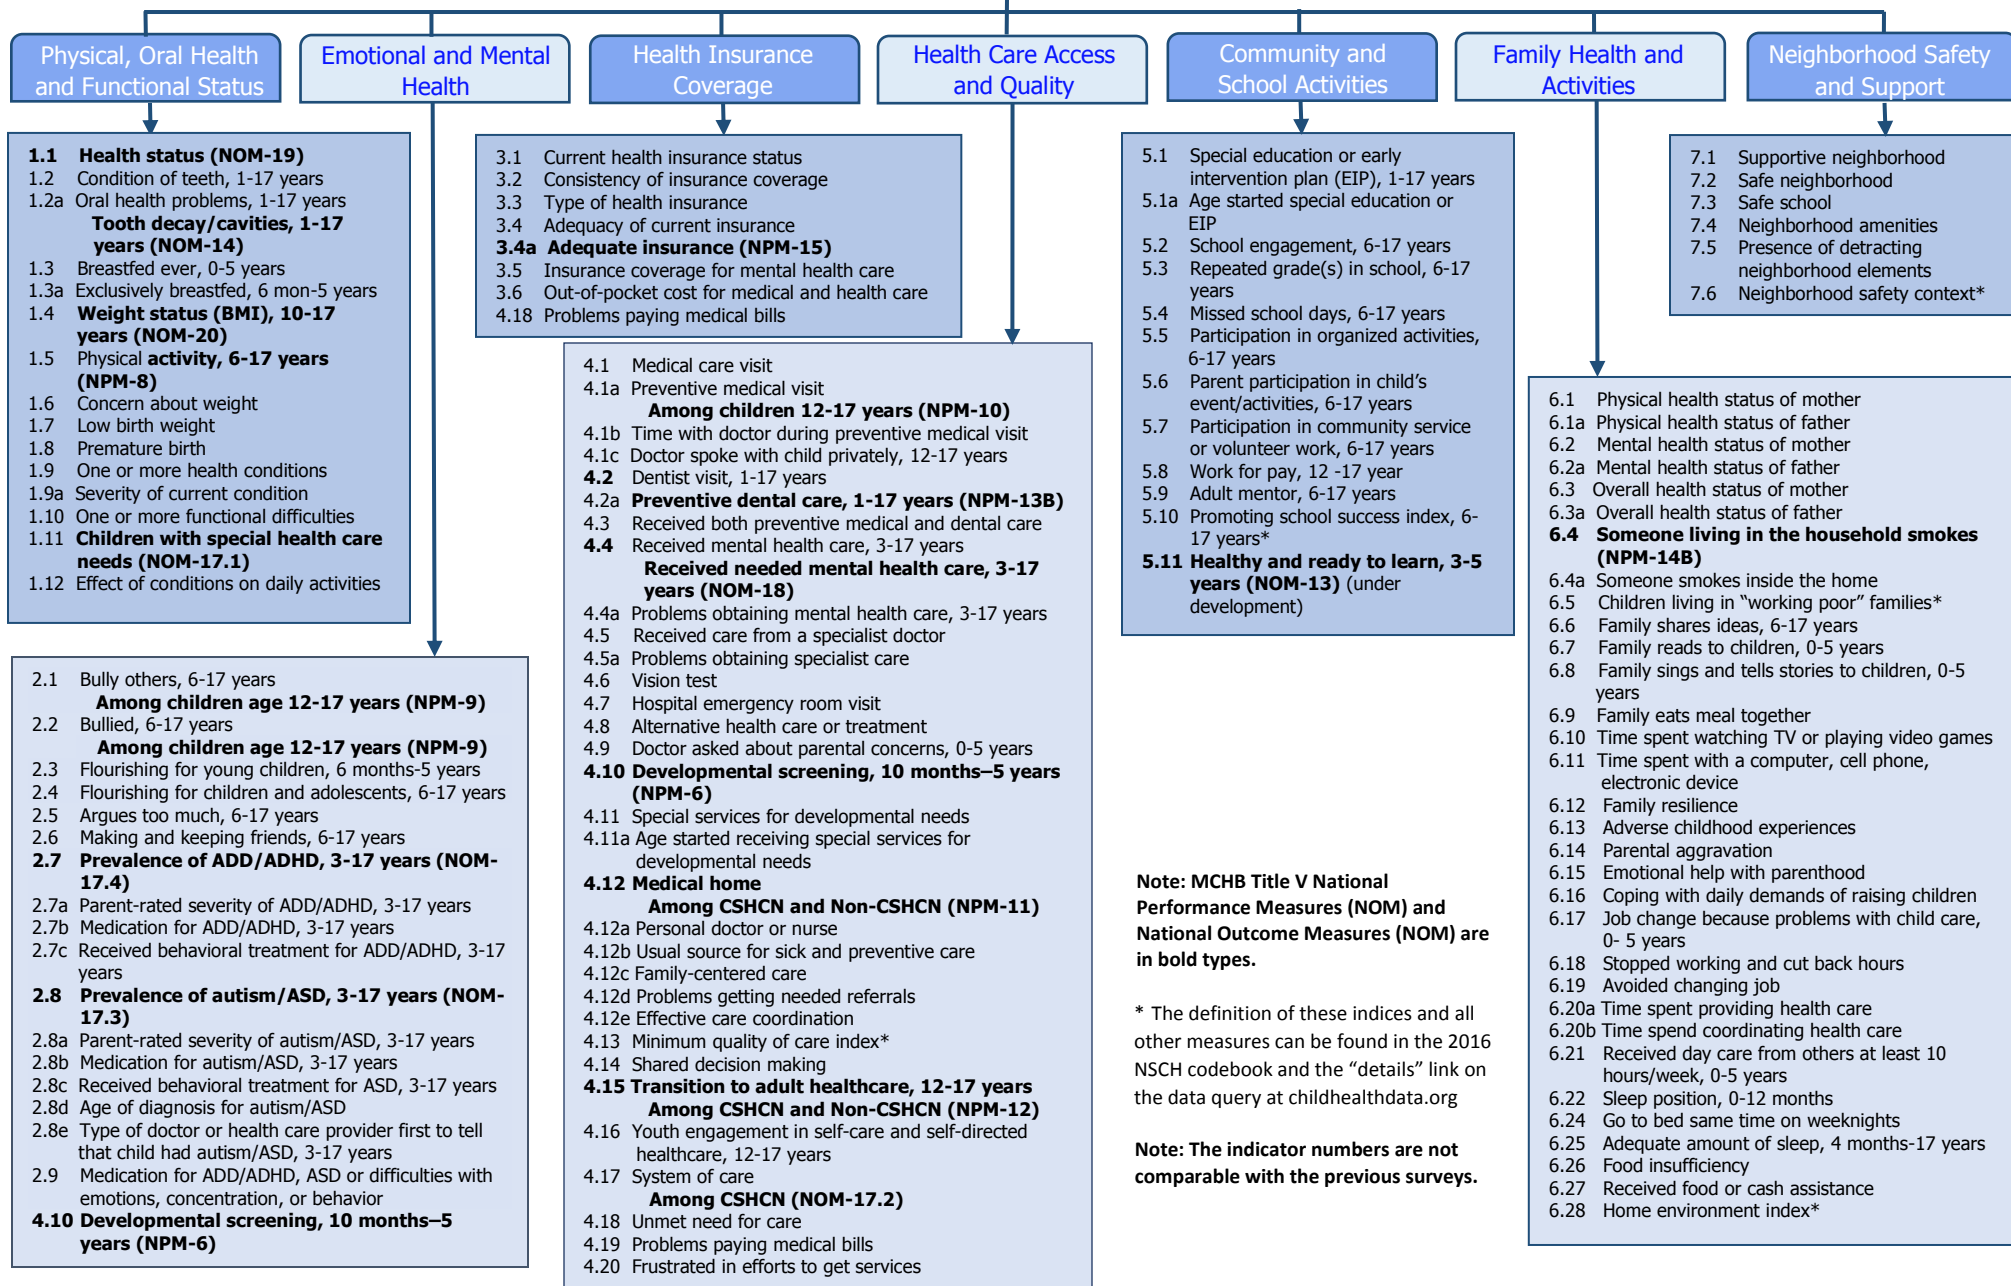 Physical, Oral Health
and Functional Status
Emotional and Mental
Health
Health Insurance
Coverage
Health Care Access
and Quality
Community and
School Activities
Family Health and
Activities
Neighborhood Safety
and Support
1.1 Health status (NOM-19)
1.2 Condition of teeth, 1-17 years
1.2a Oral health problems, 1-17 years
Tooth decay/cavities, 1-17
years (NOM-14)
1.3 Breastfed ever, 0-5 years
1.3a Exclusively breastfed, 6 mon-5 years
1.4 Weight status (BMI), 10-17
years (NOM-20)
1.5 Physical activity, 6-17 years
(NPM-8)
1.6 Concern about weight
1.7 Low birth weight
1.8 Premature birth
1.9 One or more health conditions
1.9a Severity of current condition
1.10 One or more functional difficulties
1.11 Children with special health care
needs (NOM-17.1)
1.12 Effect of conditions on daily activities
2.1 Bully others, 6-17 years
Among children age 12-17 years (NPM-9)
2.2 Bullied, 6-17 years
Among children age 12-17 years (NPM-9)
2.3 Flourishing for young children, 6 months-5 years
2.4 Flourishing for children and adolescents, 6-17 years
2.5 Argues too much, 6-17 years
2.6 Making and keeping friends, 6-17 years
2.7 Prevalence of ADD/ADHD, 3-17 years (NOM-
17.4)
2.7a Parent-rated severity of ADD/ADHD, 3-17 years
2.7b Medication for ADD/ADHD, 3-17 years
2.7c Received behavioral treatment for ADD/ADHD, 3-17
years
2.8 Prevalence of autism/ASD, 3-17 years (NOM-
17.3)
2.8a Parent-rated severity of autism/ASD, 3-17 years
2.8b Medication for autism/ASD, 3-17 years
2.8c Received behavioral treatment for ASD, 3-17 years
2.8d Age of diagnosis for autism/ASD
2.8e Type of doctor or health care provider first to tell
that child had autism/ASD, 3-17 years
2.9 Medication for ADD/ADHD, ASD or difficulties with
emotions, concentration, or behavior
4.10 Developmental screening, 10 months–5
years (NPM-6)
3.1 Current health insurance status
3.2 Consistency of insurance coverage
3.3 Type of health insurance
3.4 Adequacy of current insurance
3.4a Adequate insurance (NPM-15)
3.5 Insurance coverage for mental health care
3.6 Out-of-pocket cost for medical and health care
4.18 Problems paying medical bills
4.1 Medical care visit
4.1a Preventive medical visit
Among children 12-17 years (NPM-10)
4.1b Time with doctor during preventive medical visit
4.1c Doctor spoke with child privately, 12-17 years
4.2 Dentist visit, 1-17 years
4.2a Preventive dental care, 1-17 years (NPM-13B)
4.3 Received both preventive medical and dental care
4.4 Received mental health care, 3-17 years
Received needed mental health care, 3-17
years (NOM-18)
4.4a Problems obtaining mental health care, 3-17 years
4.5 Received care from a specialist doctor
4.5a Problems obtaining specialist care
4.6 Vision test
4.7 Hospital emergency room visit
4.8 Alternative health care or treatment
4.9 Doctor asked about parental concerns, 0-5 years
4.10 Developmental screening, 10 months–5 years
(NPM-6)
4.11 Special services for developmental needs
4.11a Age started receiving special services for
developmental needs
4.12 Medical home
Among CSHCN and Non-CSHCN (NPM-11)
4.12a Personal doctor or nurse
4.12b Usual source for sick and preventive care
4.12c Family-centered care
4.12d Problems getting needed referrals
4.12e Effective care coordination
4.13 Minimum quality of care index*
4.14 Shared decision making
4.15 Transition to adult healthcare, 12-17 years
Among CSHCN and Non-CSHCN (NPM-12)
4.16 Youth engagement in self-care and self-directed
healthcare, 12-17 years
4.17 System of care
Among CSHCN (NOM-17.2)
4.18 Unmet need for care
4.19 Problems paying medical bills
4.20 Frustrated in efforts to get services
5.1 Special education or early
intervention plan (EIP), 1-17 years
5.1a Age started special education or
EIP
5.2 School engagement, 6-17 years
5.3 Repeated grade(s) in school, 6-17
years
5.4 Missed school days, 6-17 years
5.5 Participation in organized activities,
6-17 years
5.6 Parent participation in child's
event/activities, 6-17 years
5.7 Participation in community service
or volunteer work, 6-17 years
5.8 Work for pay, 12 -17 year
5.9 Adult mentor, 6-17 years
5.10 Promoting school success index, 6-
17 years*
5.11 Healthy and ready to learn, 3-5
years (NOM-13) (under
development)
Note: MCHB Title V National
Performance Measures (NOM) and
National Outcome Measures (NOM) are
in bold types.
* The definition of these indices and all
other measures can be found in the 2016
NSCH codebook and the “details” link on
the data query at childhealthdata.org
Note: The indicator numbers are not
comparable with the previous surveys.
6.1 Physical health status of mother
6.1a Physical health status of father
6.2 Mental health status of mother
6.2a Mental health status of father
6.3 Overall health status of mother
6.3a Overall health status of father
6.4 Someone living in the household smokes
(NPM-14B)
6.4a Someone smokes inside the home
6.5 Children living in “working poor” families*
6.6 Family shares ideas, 6-17 years
6.7 Family reads to children, 0-5 years
6.8 Family sings and tells stories to children, 0-5
years
6.9 Family eats meal together
6.10 Time spent watching TV or playing video games
6.11 Time spent with a computer, cell phone,
electronic device
6.12 Family resilience
6.13 Adverse childhood experiences
6.14 Parental aggravation
6.15 Emotional help with parenthood
6.16 Coping with daily demands of raising children
6.17 Job change because problems with child care,
0- 5 years
6.18 Stopped working and cut back hours
6.19 Avoided changing job
6.20a Time spent providing health care
6.20b Time spend coordinating health care
6.21 Received day care from others at least 10
hours/week, 0-5 years
6.22 Sleep position, 0-12 months
6.24 Go to bed same time on weeknights
6.25 Adequate amount of sleep, 4 months-17 years
6.26 Food insufficiency
6.27 Received food or cash assistance
6.28 Home environment index*
7.1 Supportive neighborhood
7.2 Safe neighborhood
7.3 Safe school
7.4 Neighborhood amenities
7.5 Presence of detracting
neighborhood elements
7.6 Neighborhood safety context*